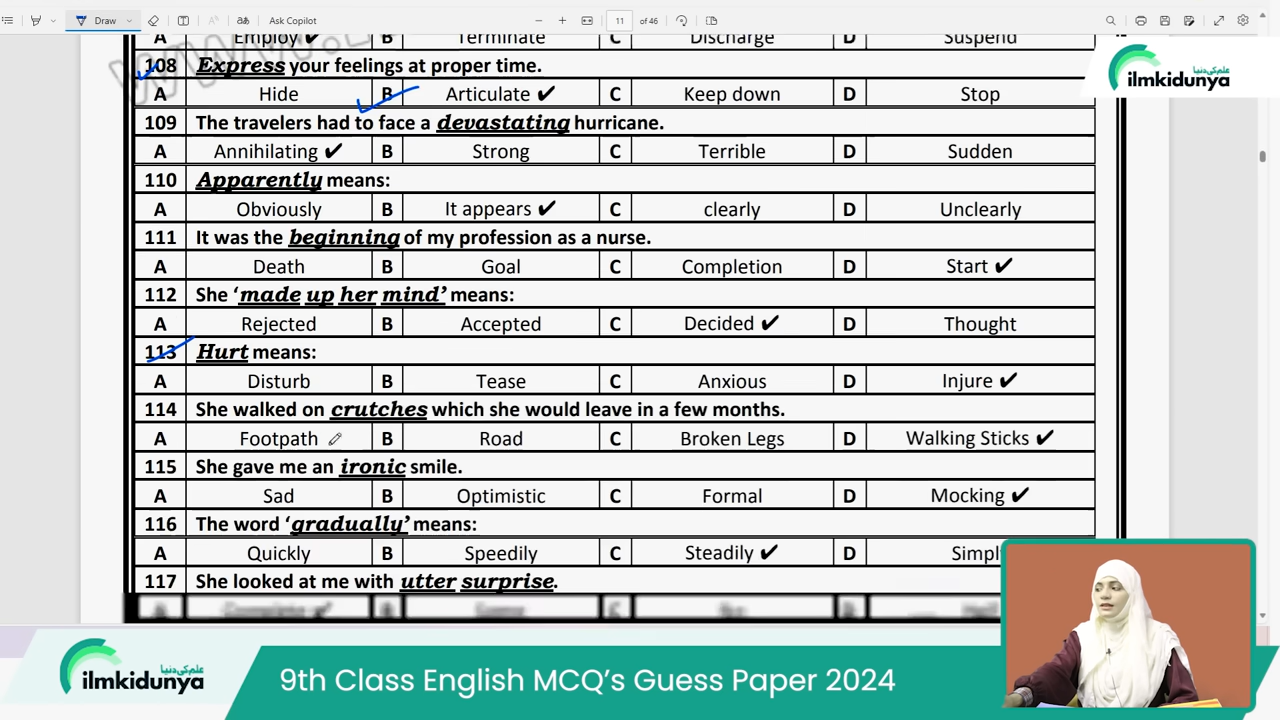 Draw
Ask Copilot
11 of 46
A Employ ✔ B Terminate C Discharge D Suspend
108 Express your feelings at proper time.
A Hide B Articulate ✔ C Keep down D Stop
109 The travelers had to face a devastating hurricane.
A Annihilating ✔ B Strong C Terrible D Sudden
110 Apparently means:
A Obviously B It appears ✔ C clearly D Unclearly
111 It was the beginning of my profession as a nurse.
A Death B Goal C Completion D Start ✔
112 She ‘made up her mind’ means:
A Rejected B Accepted C Decided ✔ D Thought
113 Hurt means:
A Disturb B Tease C Anxious D Injure ✔
114 She walked on crutches which she would leave in a few months.
A Footpath B Road C Broken Legs D Walking Sticks ✔
115 She gave me an ironic smile.
A Sad B Optimistic C Formal D Mocking ✔
116 The word ‘gradually’ means:
A Quickly B Speedily C Steadily ✔ D Simpl
117 She looked at me with utter surprise.
علم کی دنیا
ilmkidunya
علم کی دنیا
ilmkidunya
9th Class English MCQ’s Guess Paper 2024